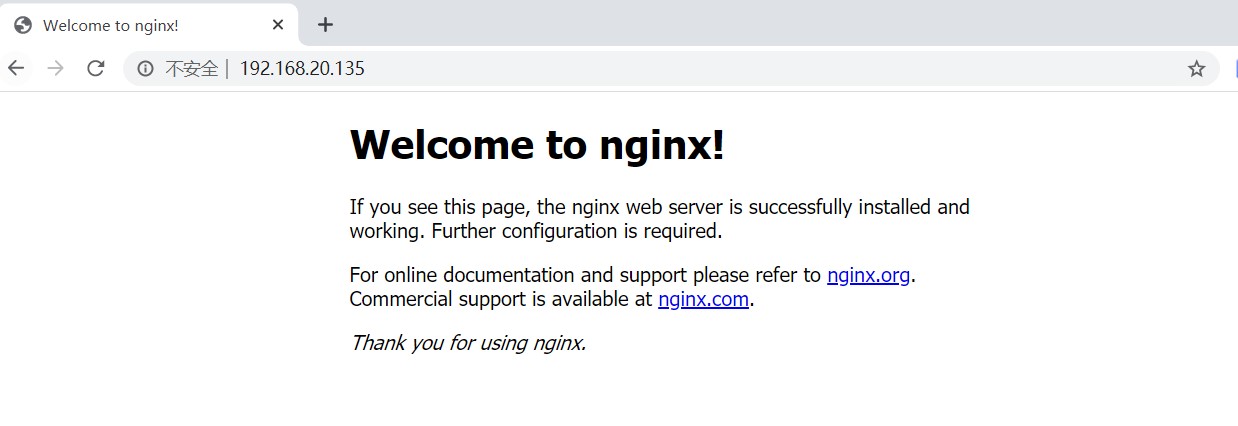 Welcome to nginx!
不安全 | 192.168.20.135
Welcome to nginx!
If you see this page, the nginx web server is successfully installed and
working. Further configuration is required.
For online documentation and support please refer to nginx.org.
Commercial support is available at nginx.com.
Thank you for using nginx.